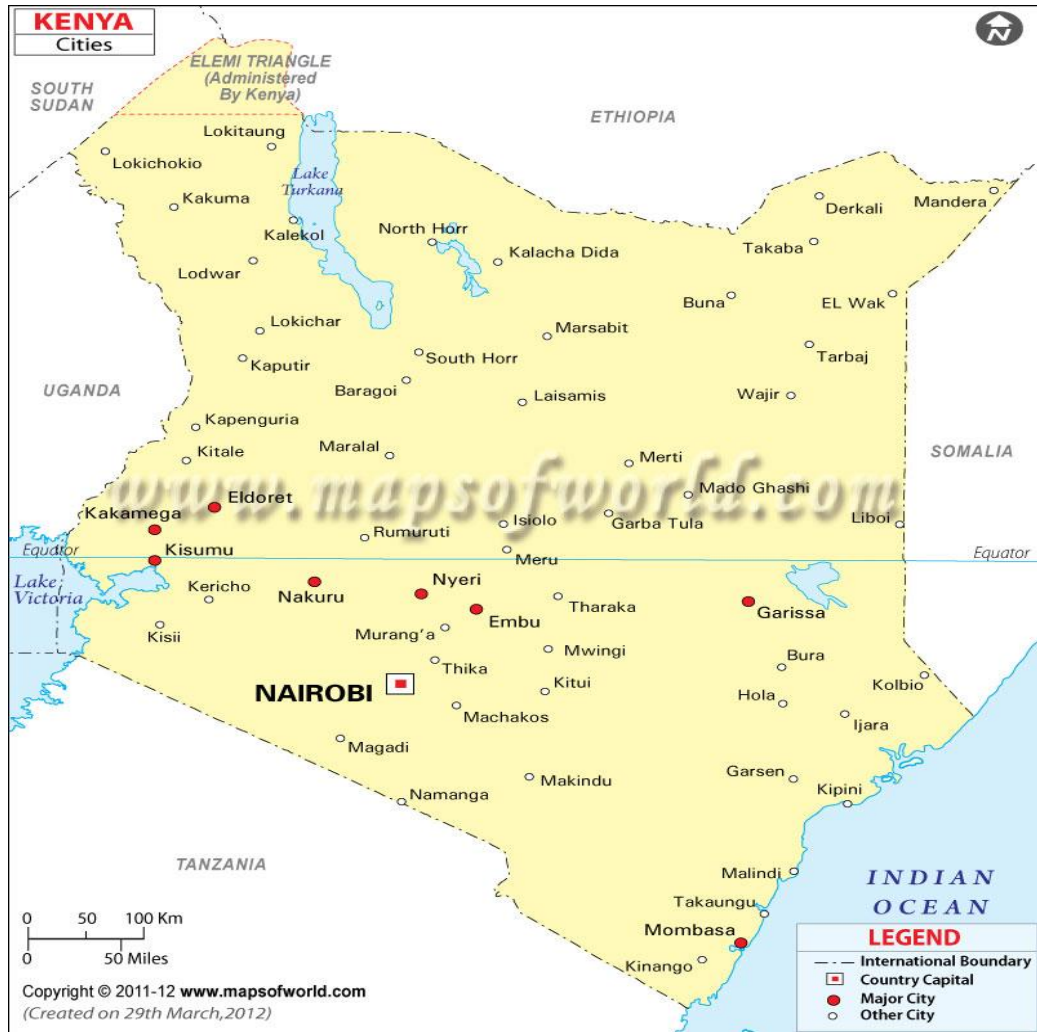 KENYA
Cities
N
ELEMI TRIANGLE
(Administered
By Kenya)
SOUTH
SUDAN
ETHIOPIA
Lokitaung
Lokichokio
Lake
Turkana
Kakuma
Derkali
Mandera
Kalekol
North Horr
Takaba
Kalacha Dida
Lodwar
Buna
EL Wak
Lokichar
Marsabit
South Horr
Tarbaj
Kaputir
Baragoi
UGANDA
Laisamis
Wajir
Kapenguria
Maralal
Kitale
Merti
SOMALIA
www.mapsofworld.com
Mado Ghashi
Eldoret
Kakamega
Isiolo
Garba Tula
Liboi
Rumuruti
Equator
Kisumu
Meru
Equator
Lake
Victoria
Kericho
Nakuru
Nyeri
Tharaka
Garissa
Embu
Kisii
Murang'a
Mwingi
Bura
Thika
Kolbio
NAIROBI
Kitui
Hola
Machakos
Ijara
Magadi
Makindu
Garsen
Namanga
Kipini
TANZANIA
Malindi
INDIAN
OCEAN
Takaungu
0 50 100 Km
Mombasa
LEGEND
0 50 Miles
Kinango
International Boundary
Country Capital
Major City
Other City
Copyright © 2011-12 www.mapsofworld.com
(Created on 29th March,2012)